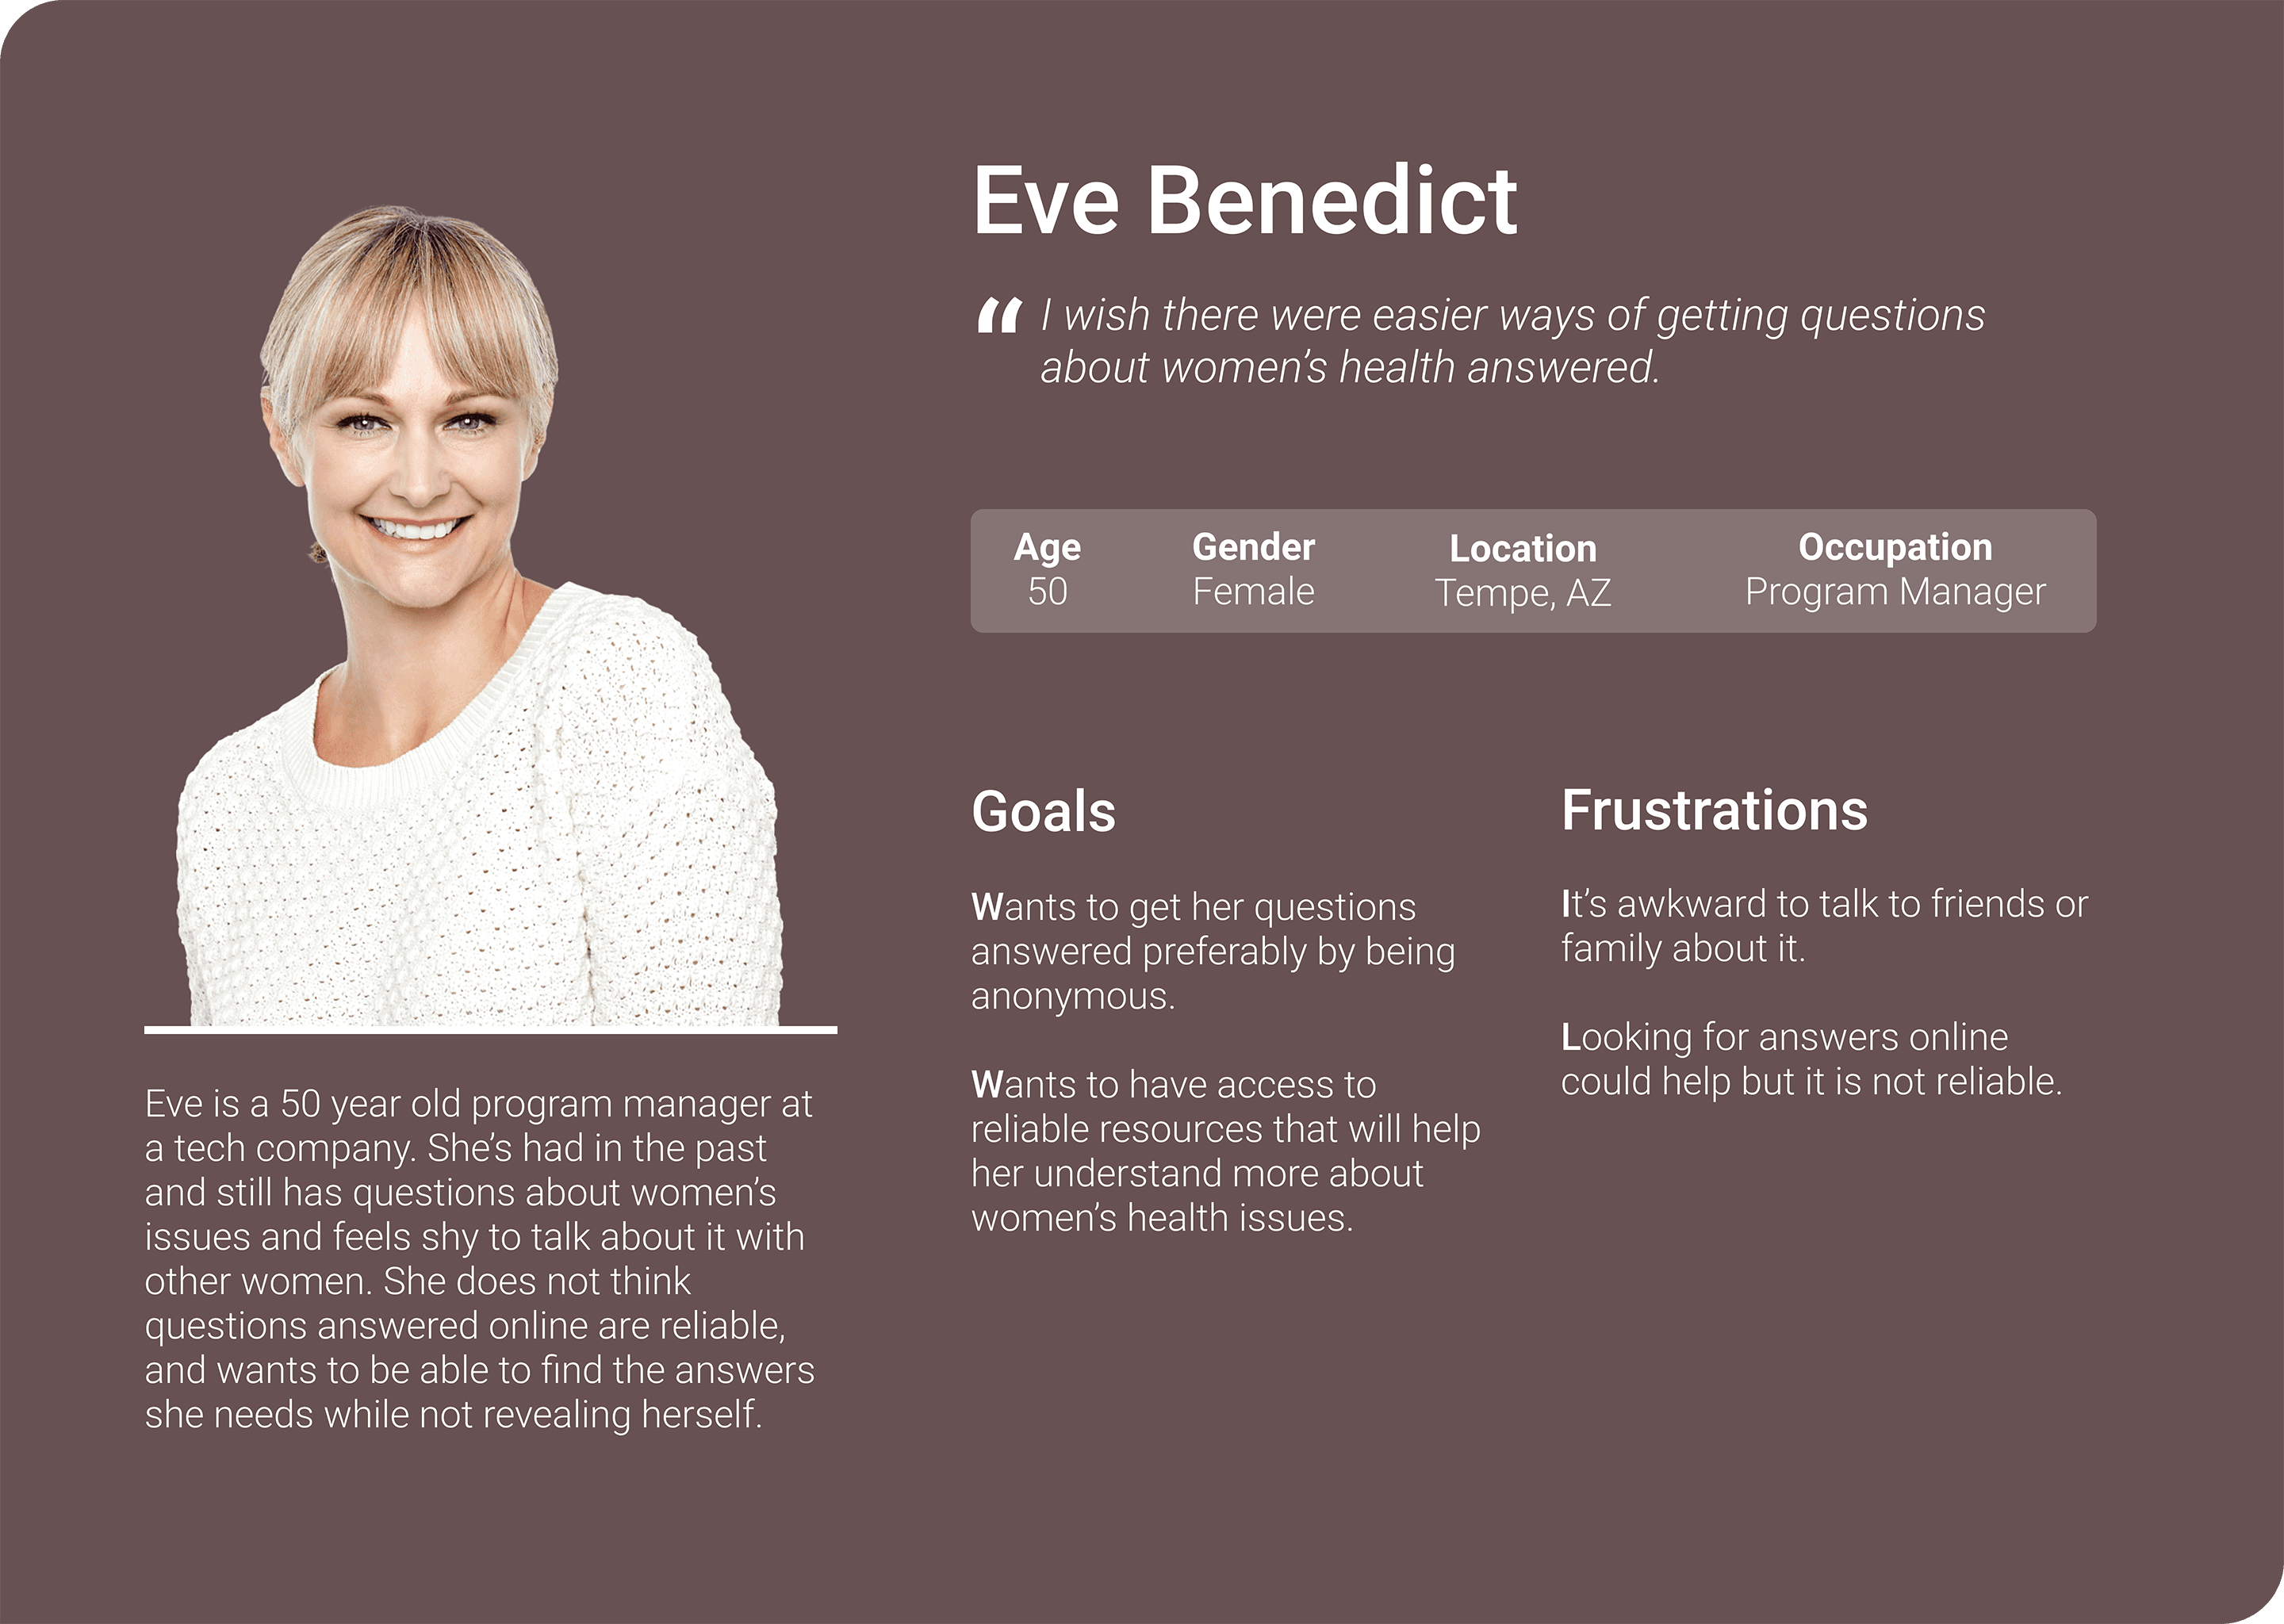 Eve Benedict
“ I wish there were easier ways of getting questions
about women’s health answered.
Age Gender Location Occupation
50 Female Tempe, AZ Program Manager
Goals
Wants to get her questions
answered preferably by being
anonymous.
Wants to have access to
reliable resources that will help
her understand more about
women’s health issues.
Frustrations
It’s awkward to talk to friends or
family about it.
Looking for answers online
could help but it is not reliable.
Eve is a 50 year old program manager at
a tech company. She’s had in the past
and still has questions about women’s
issues and feels shy to talk about it with
other women. She does not think
questions answered online are reliable,
and wants to be able to find the answers
she needs while not revealing herself.